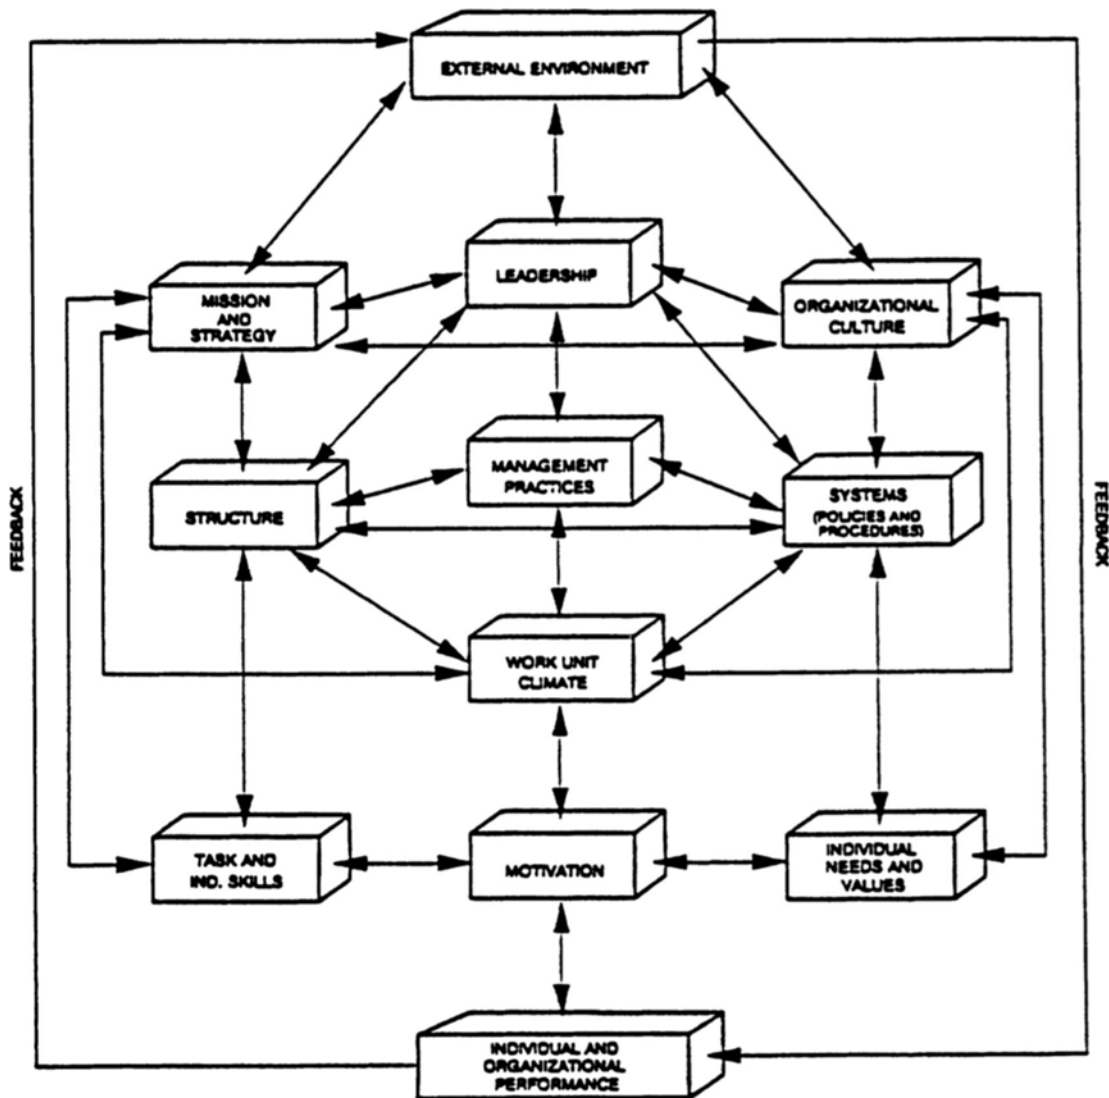 EXTERNAL ENVIRONMENT
LEADERSHIP
MISSION
AND
STRATEGY
ORGANIZATIONAL
CULTURE
MANAGEMENT
PRACTICES
STRUCTURE
SYSTEMS
(POLICIES AND
PROCEDURES)
FEEDBACK
FEEDBACK
WORK UNIT
CLIMATE
TASK AND
IND. SKILLS
MOTIVATION
INDIVIDUAL
NEEDS AND
VALUES
INDIVIDUAL AND
ORGANIZATIONAL
PERFORMANCE